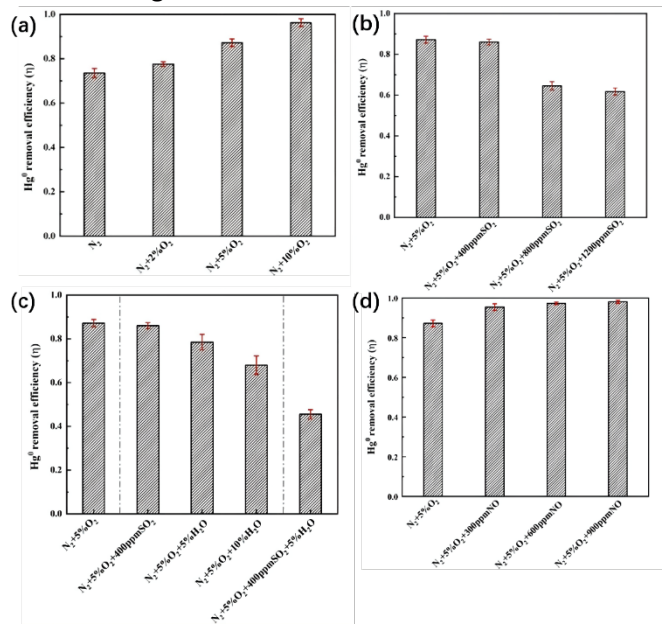 (a)
Hg⁰ removal efficiency (η)
1.0
0.8
0.6
0.4
0.2
0.0
N₂
N₂+2%O₂
N₂+5%O₂
N₂+10%O₂
(b)
Hg⁰ removal efficiency (η)
1.0
0.8
0.6
0.4
0.2
0.0
N₂+5%O₂
N₂+5%O₂+400ppmSO₂
N₂+5%O₂+800ppmSO₂
N₂+5%O₂+1200ppmSO₂
(c)
Hg⁰ removal efficiency (η)
1.0
0.8
0.6
0.4
0.2
0.0
N₂+5%O₂
N₂+5%O₂+400ppmSO₂
N₂+5%O₂+5%H₂O
N₂+5%O₂+10%H₂O
N₂+5%O₂+400ppmSO₂+5%H₂O
(d)
Hg⁰ removal efficiency (η)
1.0
0.8
0.6
0.4
0.2
0.0
N₂+5%O₂
N₂+5%O₂+300ppmNO
N₂+5%O₂+600ppmNO
N₂+5%O₂+900ppmNO